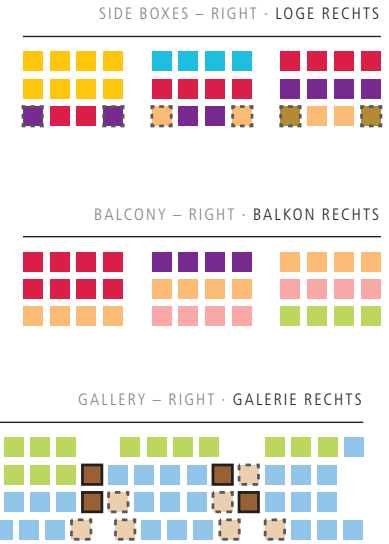 SIDE BOXES – RIGHT · LOGE RECHTS
BALCONY – RIGHT · BALKON RECHTS
GALLERY – RIGHT · GALERIE RECHTS